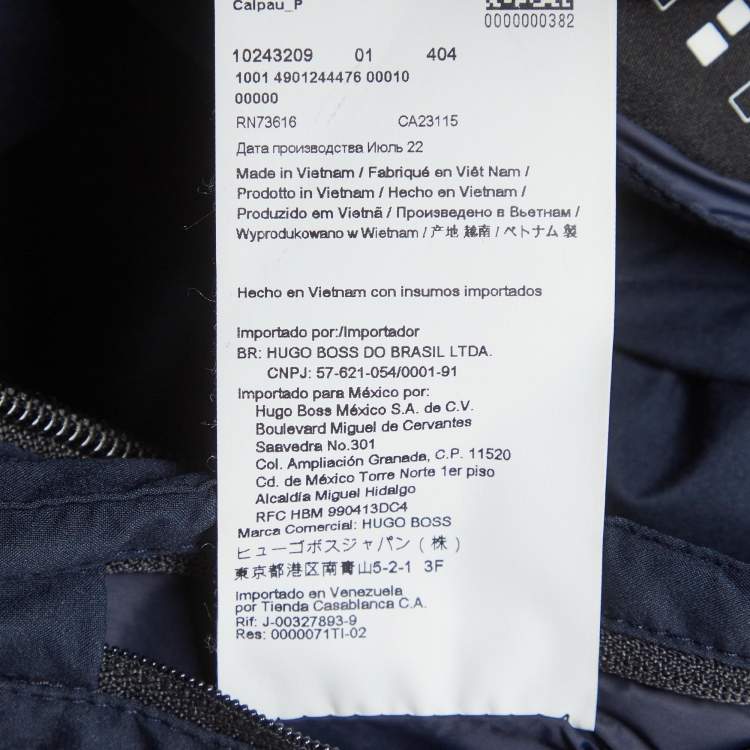 Calpau_P
0000000382
10243209 01 404
1001 4901244476 00010
00000
RN73616 CA23115
Дата производства Июль 22
Made in Vietnam / Fabriqué en Viêt Nam /
Prodotto in Vietnam / Hecho en Vietnam /
Produzido em Vietnã / Произведено в Вьетнам /
Wyprodukowano w Wietnam / 产地 越南 / ベトナム 製
Hecho en Vietnam con insumos importados
Importado por:/Importador
BR: HUGO BOSS DO BRASIL LTDA.
CNPJ: 57-621-054/0001-91
Importado para México por:
Hugo Boss México S.A. de C.V.
Boulevard Miguel de Cervantes
Saavedra No.301
Col. Ampliación Granada, C.P. 11520
Cd. de México Torre Norte 1er piso
Alcaldía Miguel Hidalgo
RFC HBM 990413DC4
Marca Comercial: HUGO BOSS
ヒューゴボスジャパン (株)
東京都港区南青山5-2-1 3F
Importado en Venezuela
por Tienda Casablanca C.A.
Rif: J-00327893-9
Res: 0000071TI-02